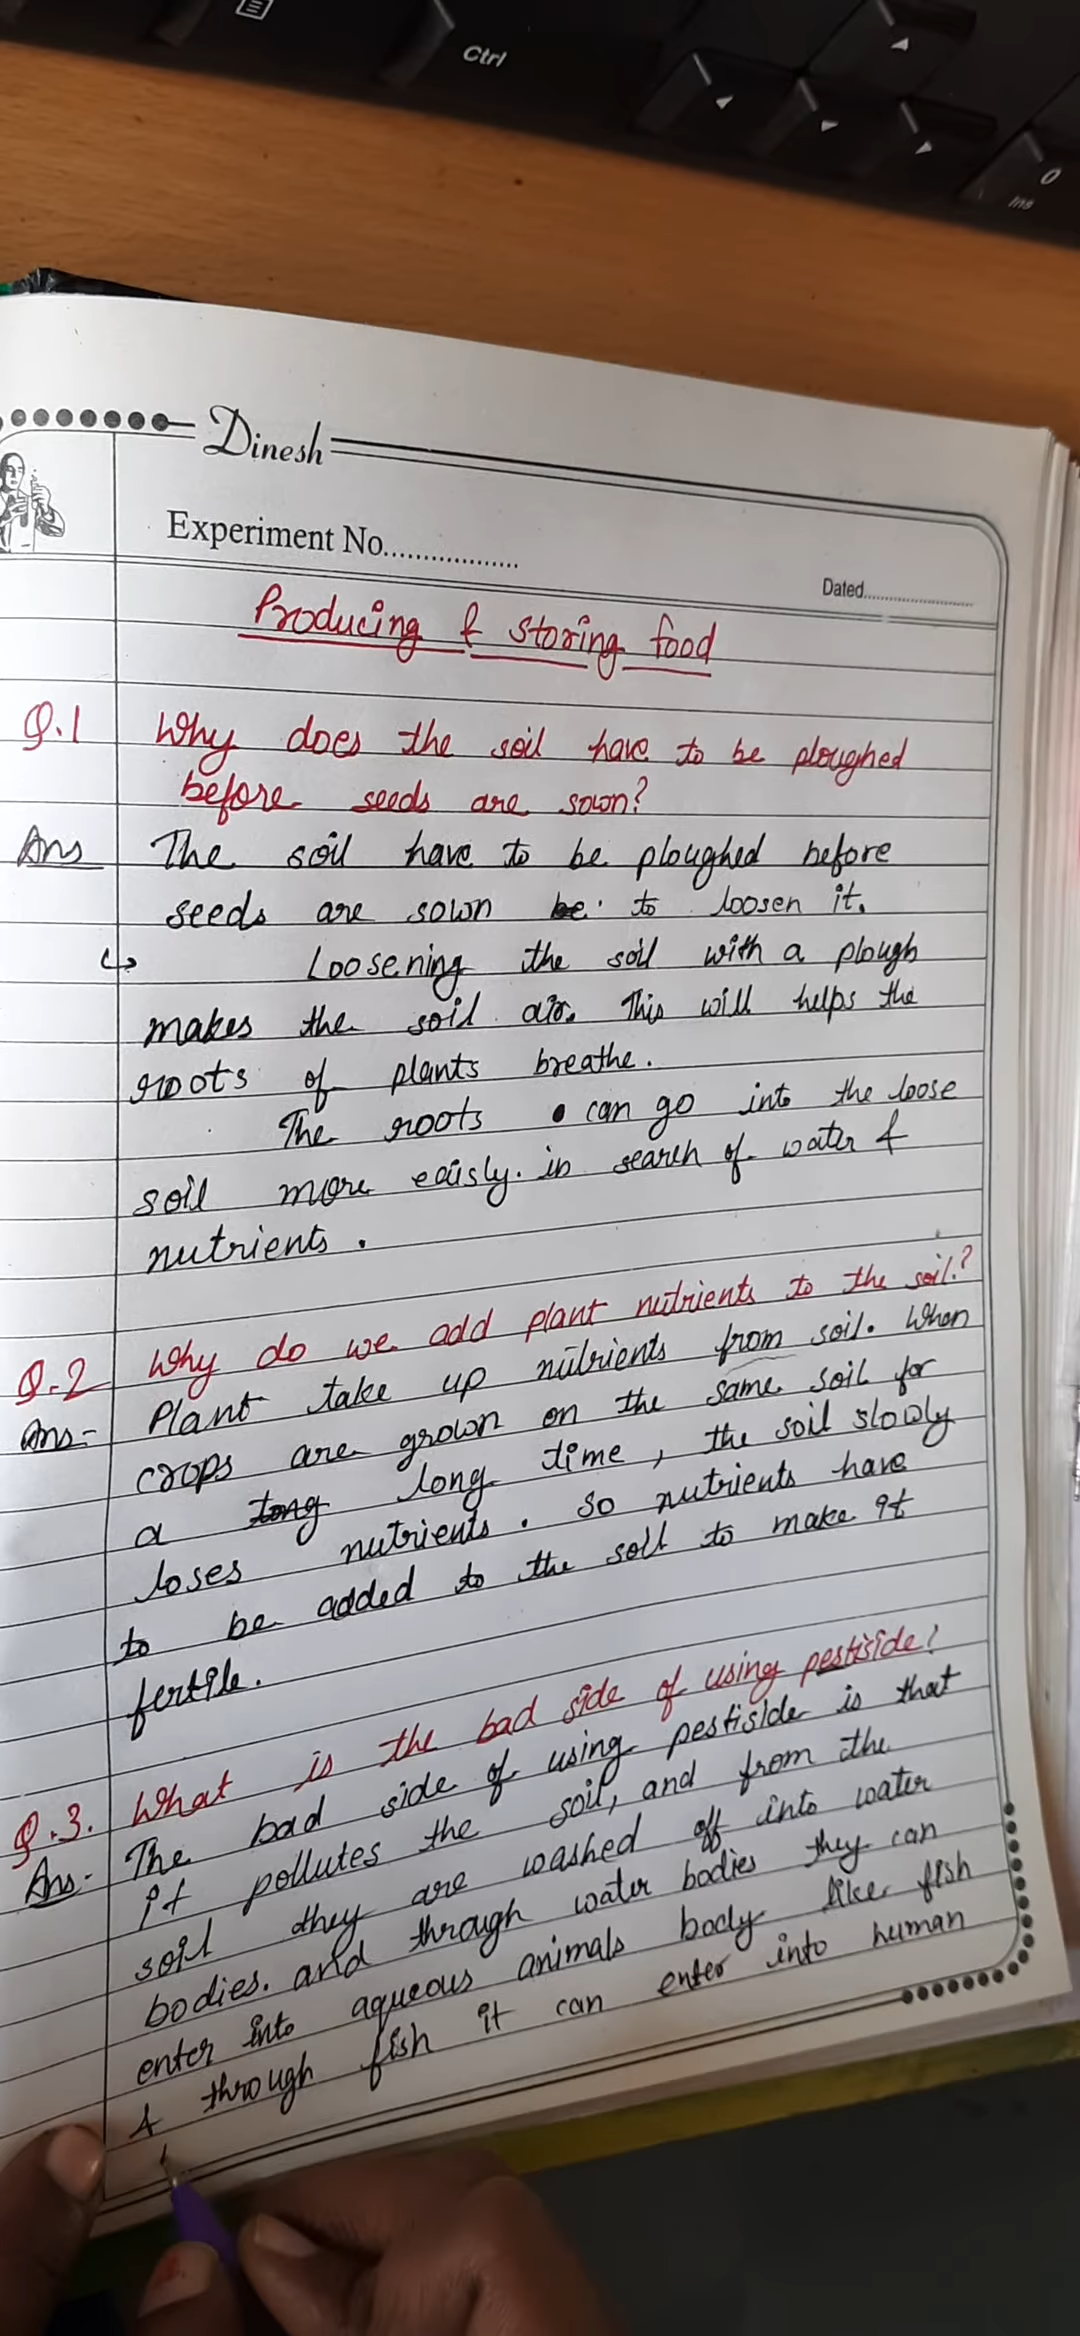 Ctrl
0
Ins
Dinesh
Experiment No..................
Dated............................
Producing & storing food
Q.1 Why does the soil have to be ploughed
before seeds are sown?
Ans The soil have to be ploughed before
seeds are sown be to loosen it.
↳ Loosening the soil with a plough
makes the soil air. This will helps the
roots of plants breathe.
The roots can go into the loose
soil more eaisly. in search of water &
nutrients.
Q.2 Why do we add plant nutrients to the soil?
Ans:- Plant take up nutrients from soil. When
crops are grown on the same soil for
a tong long time, the soil slowly
loses nutrients. so nutrients have
to be added to the soil to make it
fertile.
Q.3. What is the bad side of using pestiside?
Ans:- The bad side of using pestiside is that
it pollutes the soil, and from the
soil they are washed off into water
bodies. and through water bodies they can
enter into aqueous animals body like fish
& through fish it can enter into human